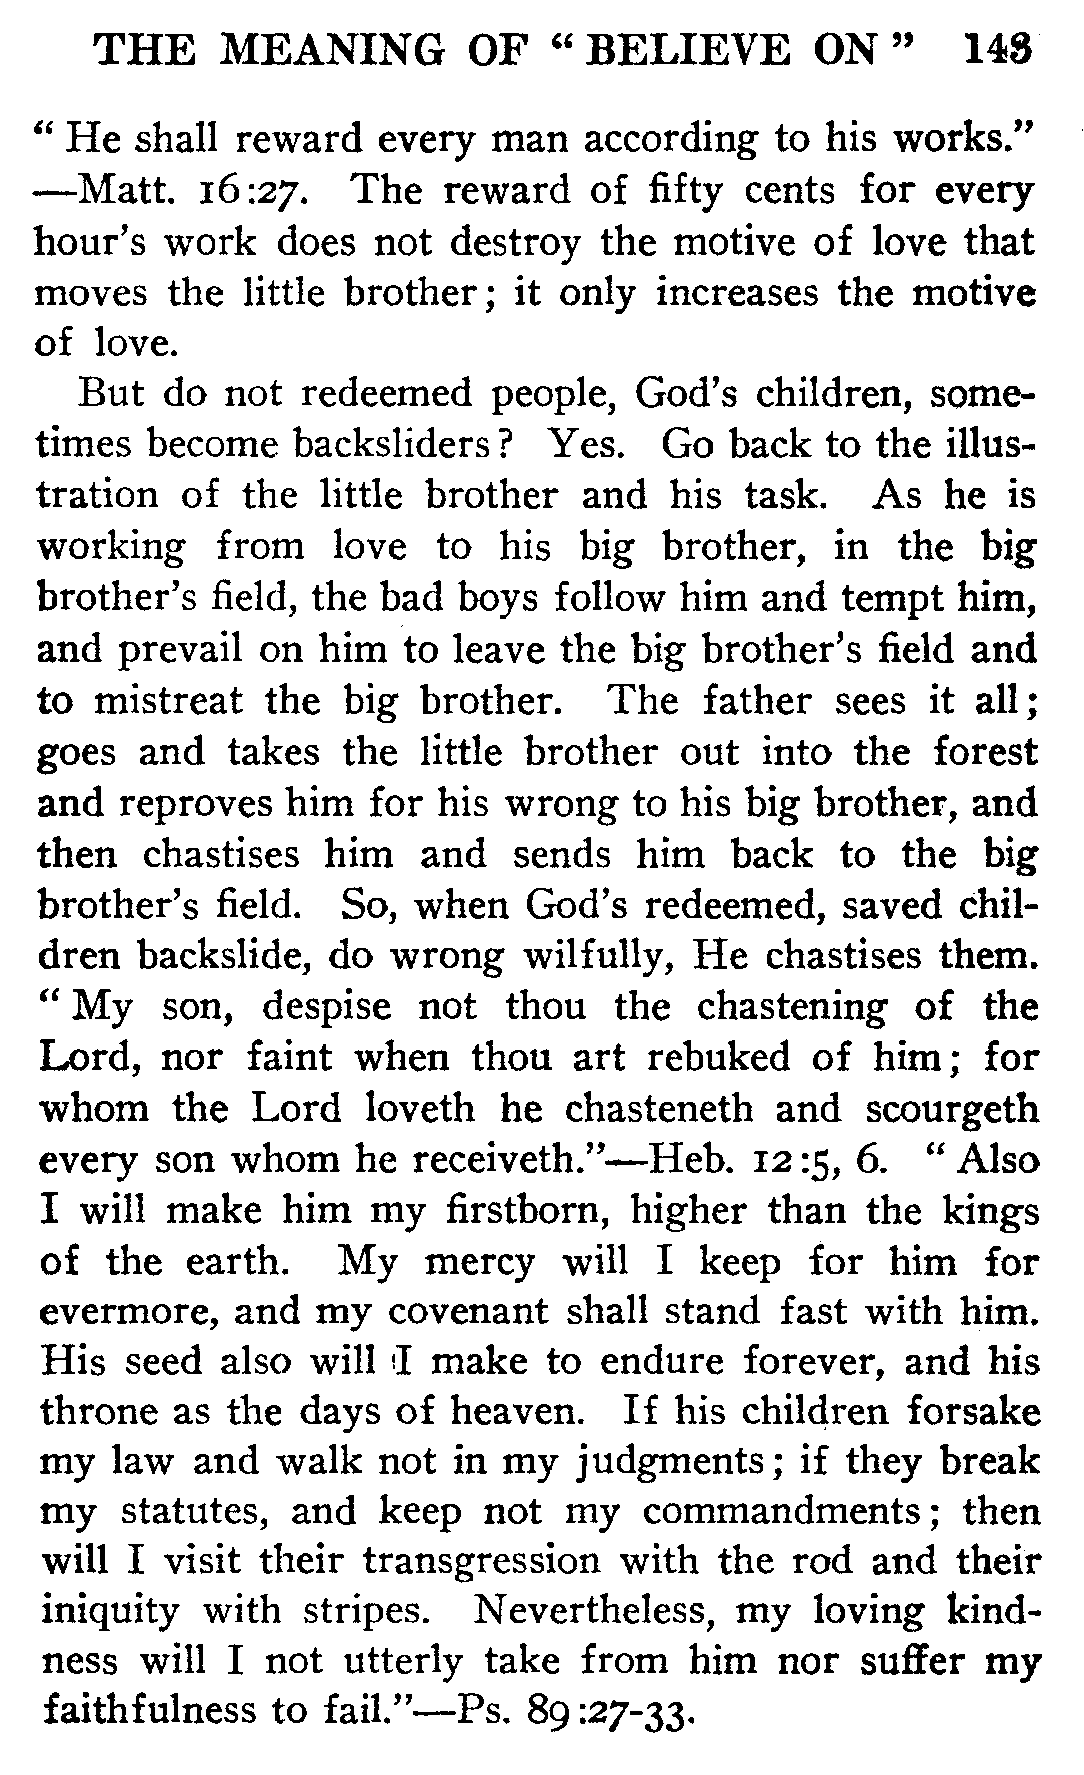 THE MEANING OF “ BELIEVE ON ” 143
“ He shall reward every man according to his works.”
—Matt. 16:27. The reward of fifty cents for every
hour’s work does not destroy the motive of love that
moves the little brother; it only increases the motive
of love.
But do not redeemed people, God’s children, some-
times become backsliders? Yes. Go back to the illus-
tration of the little brother and his task. As he is
working from love to his big brother, in the big
brother’s field, the bad boys follow him and tempt him,
and prevail on him to leave the big brother’s field and
to mistreat the big brother. The father sees it all;
goes and takes the little brother out into the forest
and reproves him for his wrong to his big brother, and
then chastises him and sends him back to the big
brother’s field. So, when God’s redeemed, saved chil-
dren backslide, do wrong wilfully, He chastises them.
“ My son, despise not thou the chastening of the
Lord, nor faint when thou art rebuked of him; for
whom the Lord loveth he chasteneth and scourgeth
every son whom he receiveth.”—Heb. 12:5, 6. “ Also
I will make him my firstborn, higher than the kings
of the earth. My mercy will I keep for him for
evermore, and my covenant shall stand fast with him.
His seed also will I make to endure forever, and his
throne as the days of heaven. If his children forsake
my law and walk not in my judgments; if they break
my statutes, and keep not my commandments; then
will I visit their transgression with the rod and their
iniquity with stripes. Nevertheless, my loving kind-
ness will I not utterly take from him nor suffer my
faithfulness to fail.”—Ps. 89:27-33.